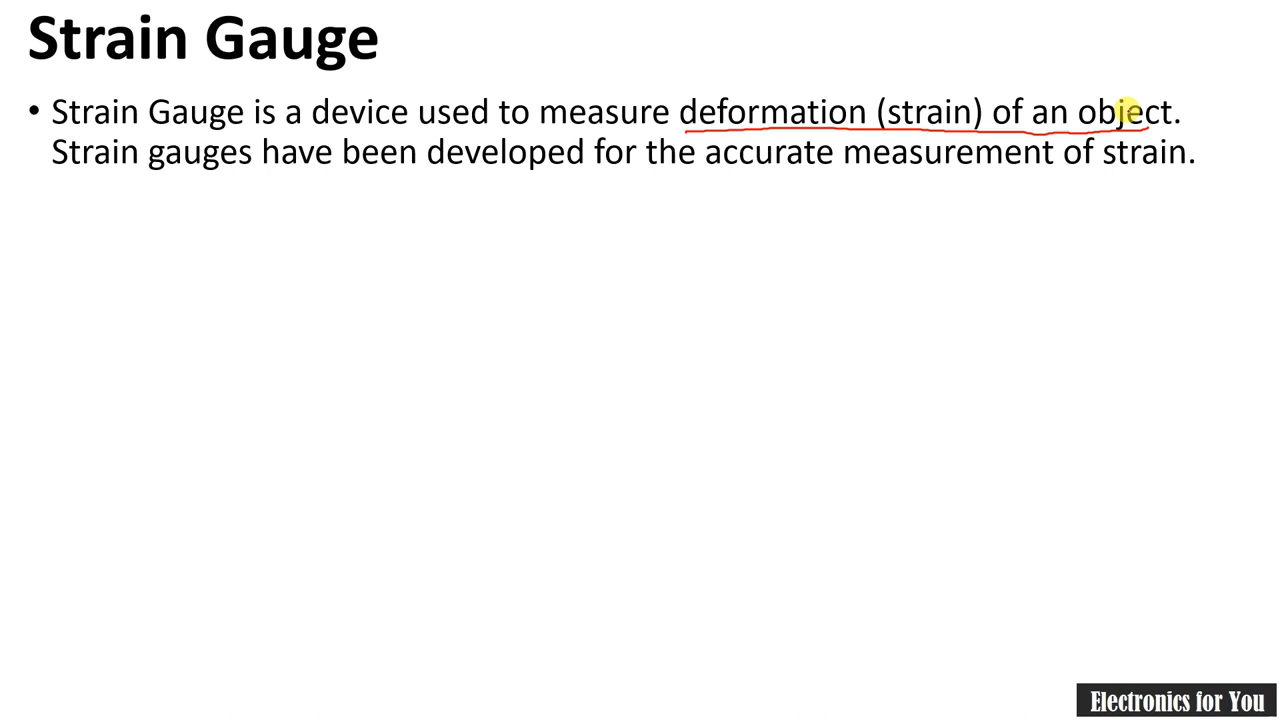 Strain Gauge
• Strain Gauge is a device used to measure deformation (strain) of an object.
Strain gauges have been developed for the accurate measurement of strain.
Electronics for You